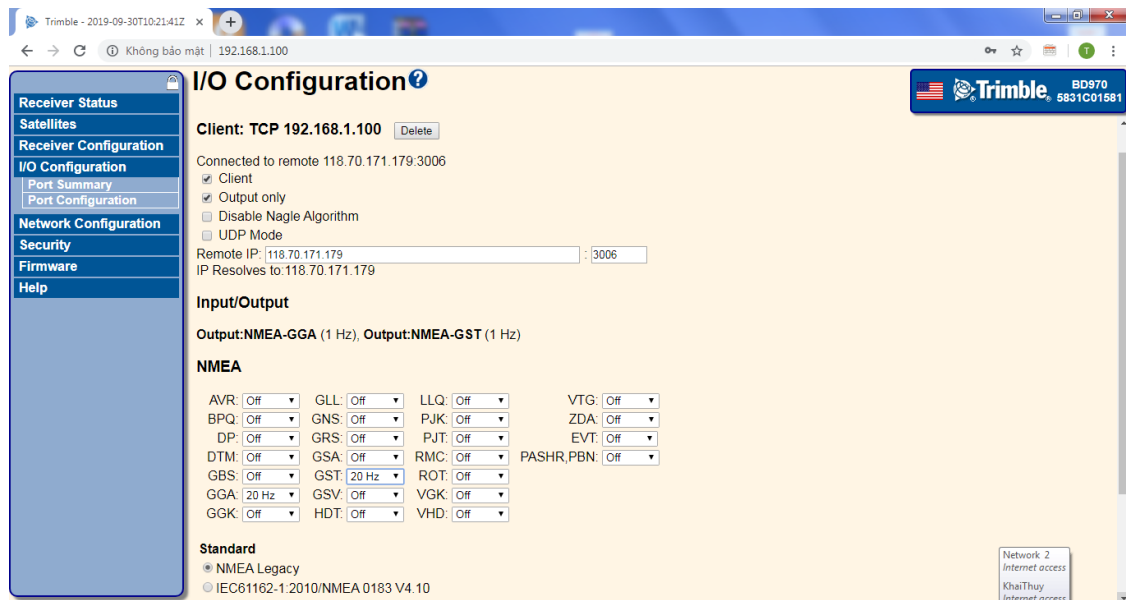 Trimble - 2019-09-30T10:21:41Z
Không bảo mật | 192.168.1.100
T
Receiver Status
Satellites
Receiver Configuration
I/O Configuration
Port Summary
Port Configuration
Network Configuration
Security
Firmware
Help
I/O Configuration
Trimble BD970
5831C01581
Client: TCP 192.168.1.100 Delete
Connected to remote 118.70.171.179:3006
Client
Output only
Disable Nagle Algorithm
UDP Mode
Remote IP: 118.70.171.179 : 3006
IP Resolves to:118.70.171.179
Input/Output
Output:NMEA-GGA (1 Hz), Output:NMEA-GST (1 Hz)
NMEA
AVR: Off GLL: Off LLQ: Off VTG: Off
BPQ: Off GNS: Off PJK: Off ZDA: Off
DP: Off GRS: Off PJT: Off EVT: Off
DTM: Off GSA: Off RMC: Off PASHR,PBN: Off
GBS: Off GST: 20 Hz ROT: Off
GGA: 20 Hz GSV: Off VGK: Off
GGK: Off HDT: Off VHD: Off
Standard
NMEA Legacy
IEC61162-1:2010/NMEA 0183 V4.10
Network 2
Internet access
KhaiThuy
Internet access